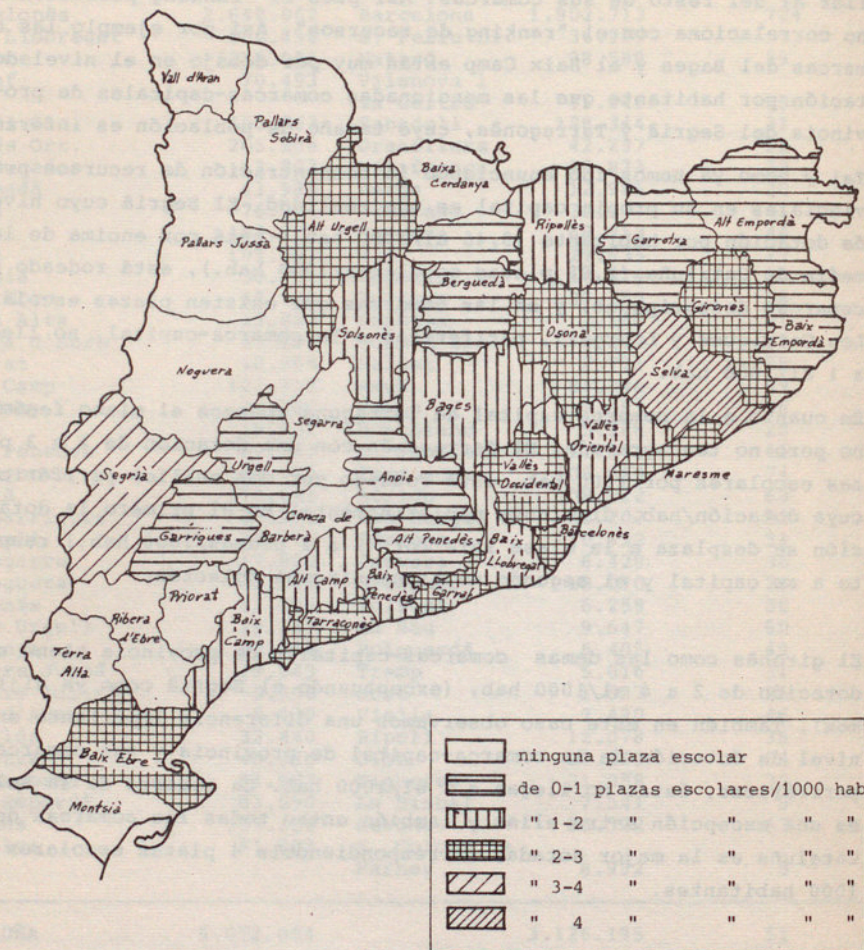 Vall d'Aran
Pallars
Sobirà
Baixa
Cerdanya
Alt Urgell
Ripollès
Garrotxa
Alt Empordà
Pallars Jussà
Berguedà
Gironès
Solsonès
Osona
Baix
Empordà
Noguera
Selva
Bages
Segarra
Vallès
Oriental
Urgell
Vallès
Occidental
Segrià
Anoia
Maresme
Conca de
Barberà
Garrigues
Alt Penedès
Baix
Llobregat
Barcelonès
Alt Camp
Baix
Penedès
Garraf
Priorat
Ribera
d'Ebre
Baix
Camp
Tarragonès
Terra
Alta
Baix Ebre
Montsià
ninguna plaza escolar
de 0-1 plazas escolares/1000 hab
" 1-2 " " " "
" 2-3 " " " "
" 3-4 " " " "
" 4 " " " "